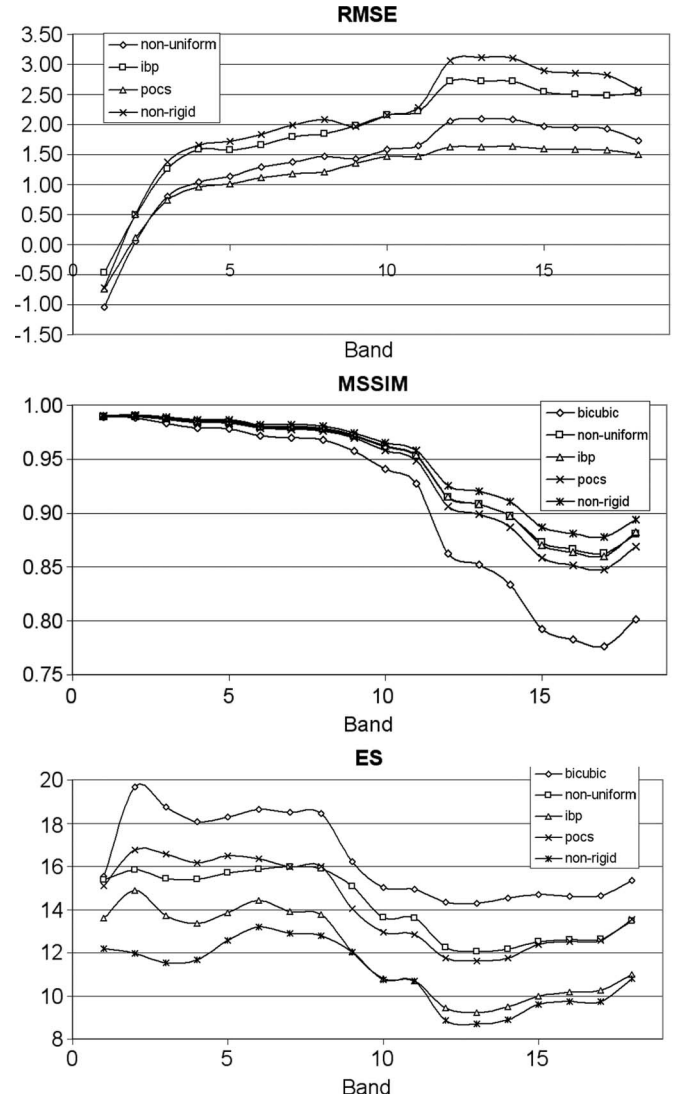 RMSE
3.50
3.00
2.50
2.00
1.50
1.00
0.50
0.00
-0.50
-1.00
-1.50
non-uniform
ibp
pocs
non-rigid
0 5 10 15
Band
MSSIM
1.00
0.95
0.90
0.85
0.80
0.75
bicubic
non-uniform
ibp
pocs
non-rigid
0 5 10 15
Band
ES
20
18
16
14
12
10
8
bicubic
non-uniform
ibp
pocs
non-rigid
0 5 10 15
Band